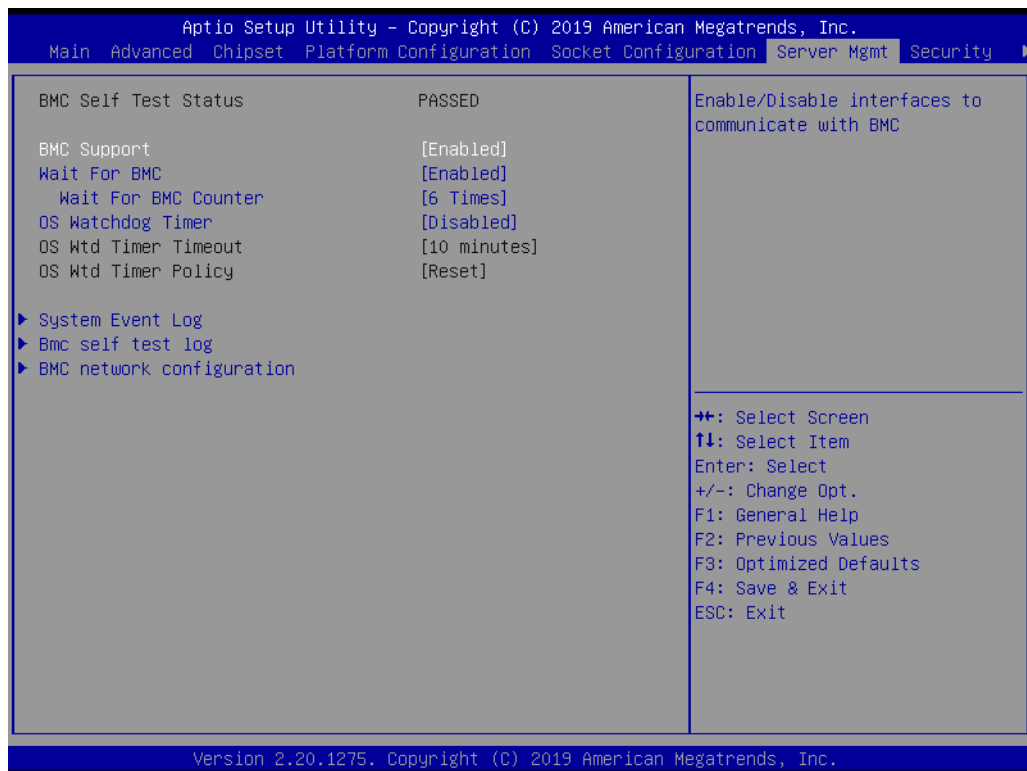 Aptio Setup Utility – Copyright (C) 2019 American Megatrends, Inc.
Main Advanced Chipset Platform Configuration Socket Configuration Server Mgmt Security
BMC Self Test Status PASSED
BMC Support [Enabled]
Wait For BMC [Enabled]
Wait For BMC Counter [6 Times]
OS Watchdog Timer [Disabled]
OS Wtd Timer Timeout [10 minutes]
OS Wtd Timer Policy [Reset]
System Event Log
Bmc self test log
BMC network configuration
Enable/Disable interfaces to
communicate with BMC
→←: Select Screen
↑↓: Select Item
Enter: Select
+/-: Change Opt.
F1: General Help
F2: Previous Values
F3: Optimized Defaults
F4: Save & Exit
ESC: Exit
Version 2.20.1275. Copyright (C) 2019 American Megatrends, Inc.